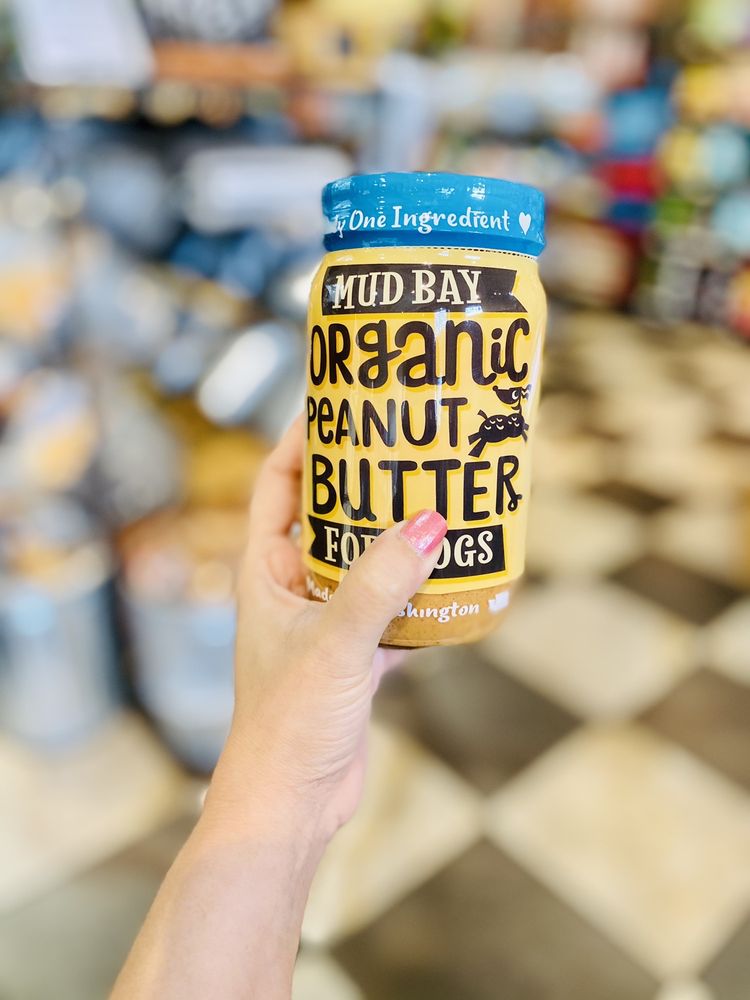 One Ingredient
MUD BAY
ORganiC
PEANUT
BUTTER